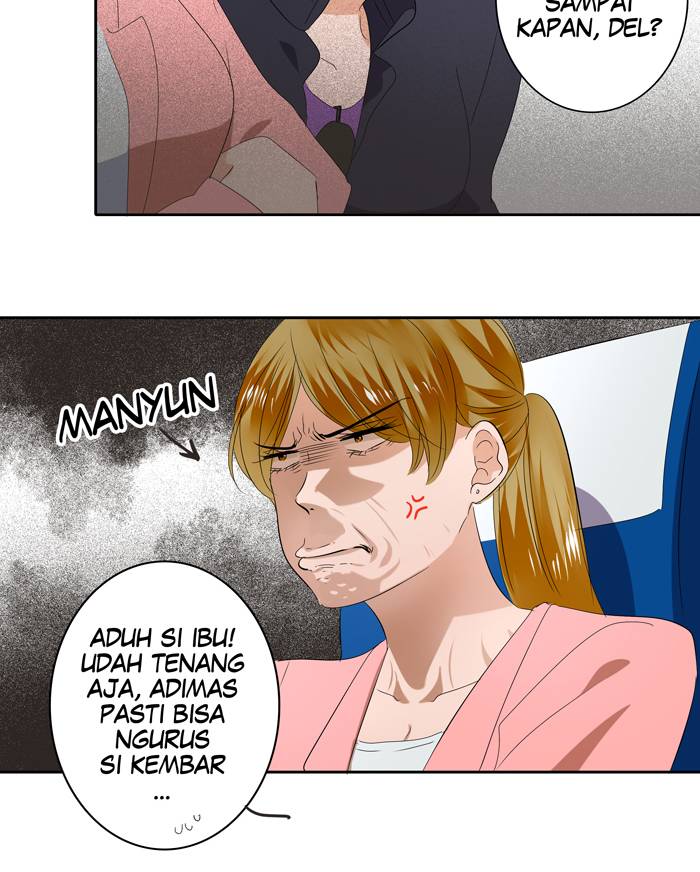 SAMPAI
KAPAN, DEL?
MANYUN
ADUH SI IBU!
UDAH TENANG
AJA, ADIMAS
PASTI BISA
NGURUS
SI KEMBAR
...